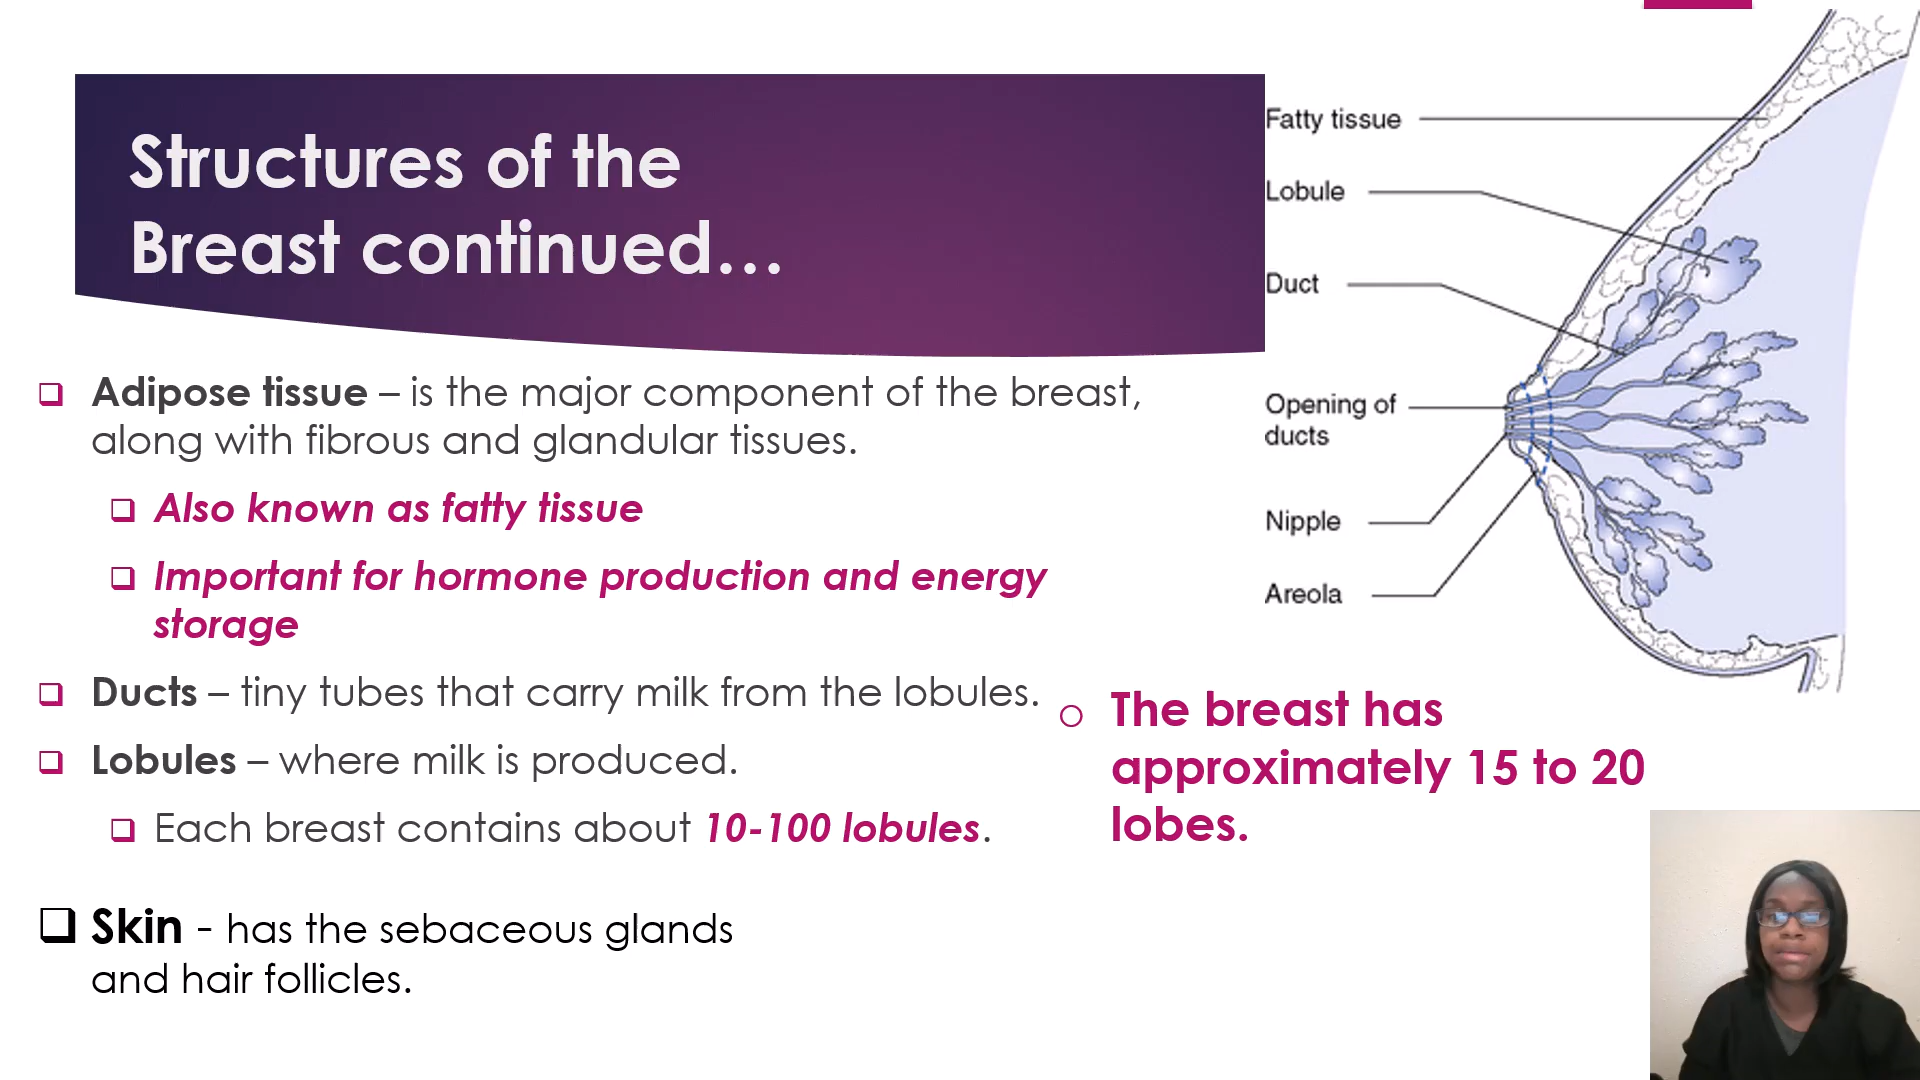 Structures of the
Breast continued…
Adipose tissue – is the major component of the breast,
along with fibrous and glandular tissues.
Also known as fatty tissue
Important for hormone production and energy
storage
Ducts – tiny tubes that carry milk from the lobules.
Lobules – where milk is produced.
Each breast contains about 10-100 lobules.
Skin - has the sebaceous glands
and hair follicles.
Fatty tissue
Lobule
Duct
Opening of
ducts
Nipple
Areola
The breast has
approximately 15 to 20
lobes.